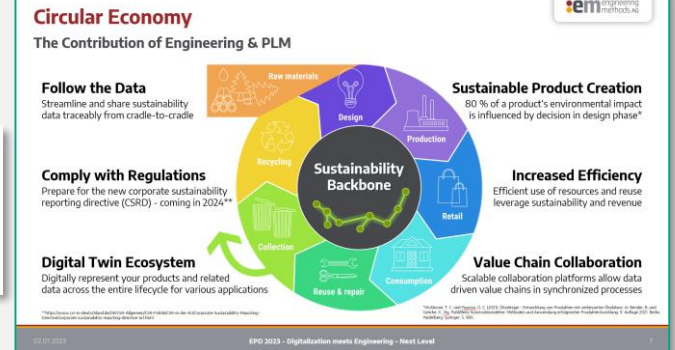 Circular Economy
:em engineering
methods AG
The Contribution of Engineering & PLM
Follow the Data
Streamline and share sustainability
data traceably from cradle-to-cradle
Comply with Regulations
Prepare for the new corporate sustainability
reporting directive (CSRD) - coming in 2024**
Digital Twin Ecosystem
Digitally represent your products and related
data across the entire lifecycle for various applications
Raw materials
Design
Production
Retail
Consumption
Reuse & repair
Collection
Recycling
Sustainability
Backbone
Sustainable Product Creation
80 % of a product's environmental impact
is influenced by decision in design phase*
Increased Efficiency
Efficient use of resources and reuse
leverage sustainability and revenue
Value Chain Collaboration
Scalable collaboration platforms allow data
driven value chains in synchronized processes
02.07.2023
EPD 2023 – Digitalization meets Engineering – Next Level
7